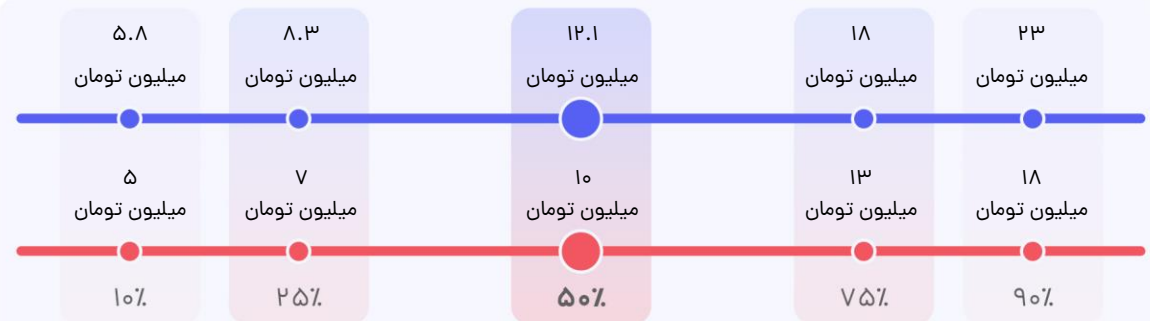 ۵.۸ ۸.۳ ۱۲.۱ ۱۸ ۲۳
میلیون تومان میلیون تومان میلیون تومان میلیون تومان میلیون تومان
۵ ۷ ۱۰ ۱۳ ۱۸
میلیون تومان میلیون تومان میلیون تومان میلیون تومان میلیون تومان
۱۰٪ ۲۵٪ ۵۰٪ ۷۵٪ ۹۰٪